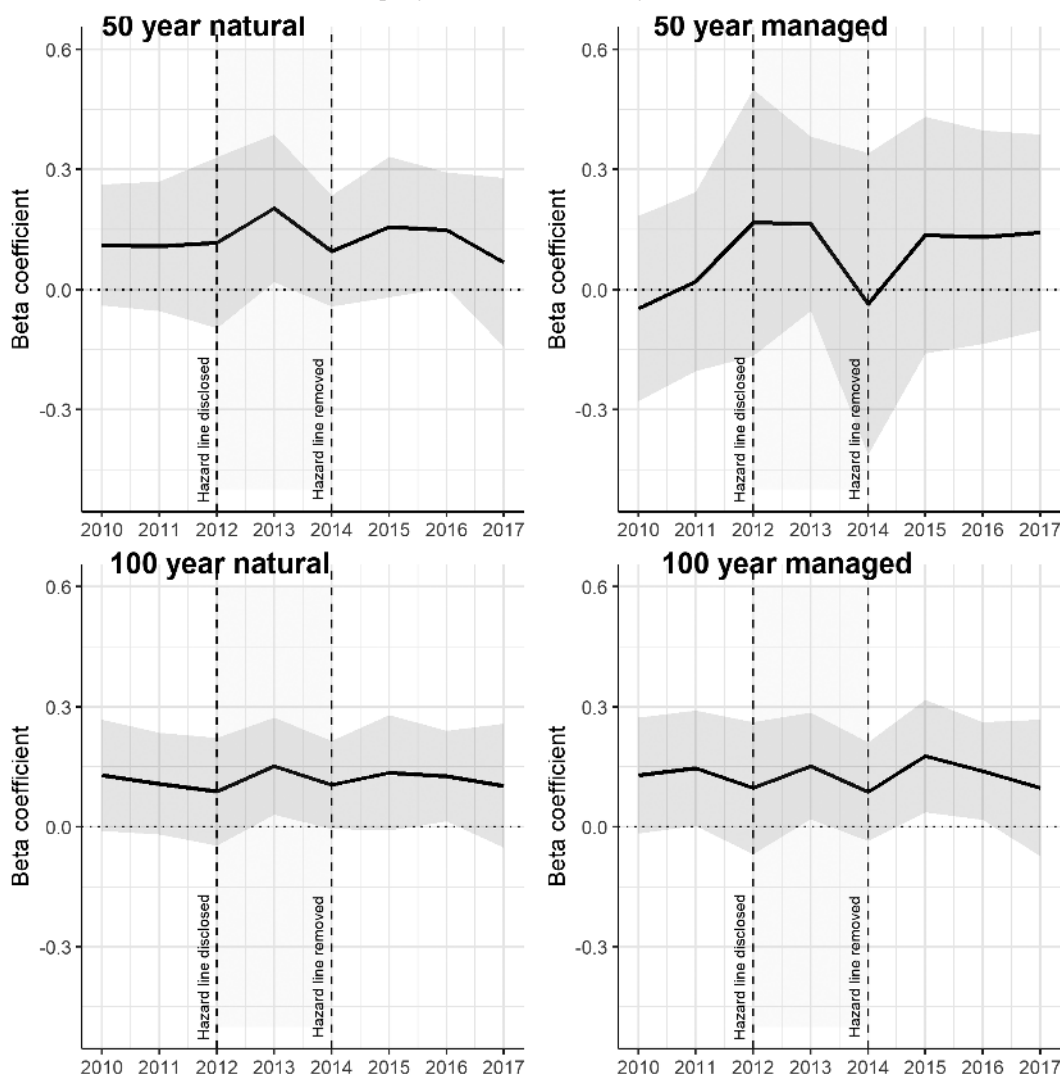 50 year natural
0.6
0.3
0.0
-0.3
Beta coefficient
Hazard line disclosed
Hazard line removed
2010 2011 2012 2013 2014 2015 2016 2017
50 year managed
0.6
0.3
0.0
-0.3
Beta coefficient
Hazard line disclosed
Hazard line removed
2010 2011 2012 2013 2014 2015 2016 2017
100 year natural
0.6
0.3
0.0
-0.3
Beta coefficient
Hazard line disclosed
Hazard line removed
2010 2011 2012 2013 2014 2015 2016 2017
100 year managed
0.6
0.3
0.0
-0.3
Beta coefficient
Hazard line disclosed
Hazard line removed
2010 2011 2012 2013 2014 2015 2016 2017